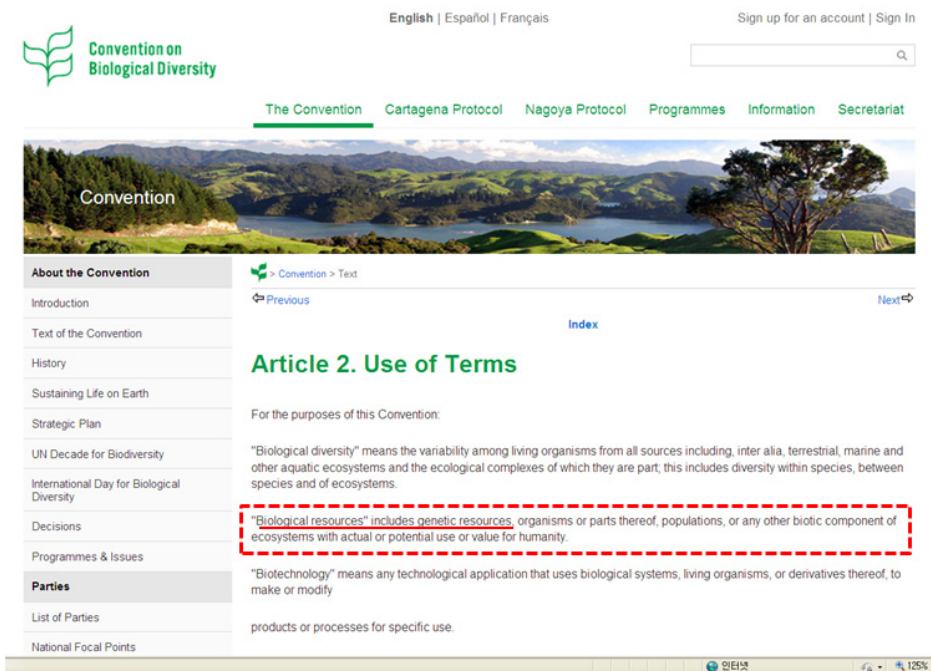 English | Español | Français
Sign up for an account | Sign In
Convention on
Biological Diversity
The Convention Cartagena Protocol Nagoya Protocol Programmes Information Secretariat
Convention
About the Convention
Introduction
Text of the Convention
History
Sustaining Life on Earth
Strategic Plan
UN Decade for Biodiversity
International Day for Biological
Diversity
Decisions
Programmes & Issues
Parties
List of Parties
National Focal Points
> Convention > Text
Previous
Next
Index
Article 2. Use of Terms
For the purposes of this Convention:
"Biological diversity" means the variability among living organisms from all sources including, inter alia, terrestrial, marine and
other aquatic ecosystems and the ecological complexes of which they are part; this includes diversity within species, between
species and of ecosystems.
"Biological resources" includes genetic resources, organisms or parts thereof, populations, or any other biotic component of
ecosystems with actual or potential use or value for humanity.
"Biotechnology" means any technological application that uses biological systems, living organisms, or derivatives thereof, to
make or modify
products or processes for specific use.
인터넷
125%